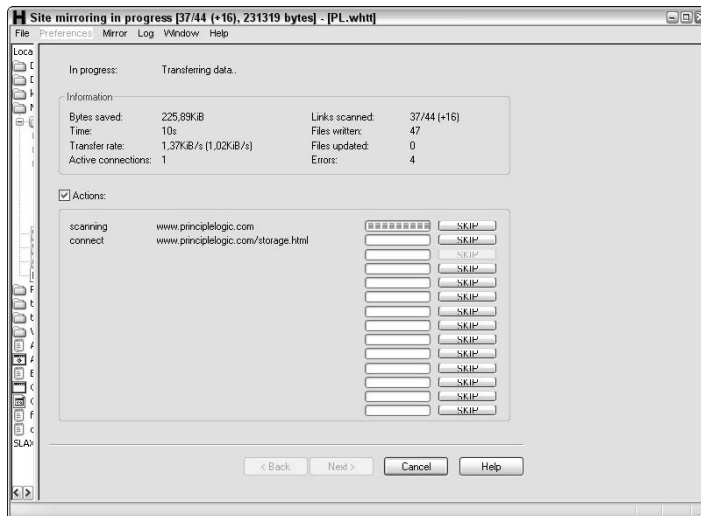 H Site mirroring in progress [37/44 (+16), 231319 bytes] - [PL.whtt]
File Preferences Mirror Log Window Help
Loca
In progress: Transferring data..
Information
Bytes saved: 225,89KiB Links scanned: 37/44 (+16)
Time: 10s Files written: 47
Transfer rate: 1,37KiB/s (1,02KiB/s) Files updated: 0
Active connections: 1 Errors: 4
Actions:
scanning www.principlelogic.com SKIP
connect www.principlelogic.com/storage.html SKIP
SKIP
SKIP
SKIP
SKIP
SKIP
SKIP
SKIP
SKIP
SKIP
SKIP
SKIP
SKIP
< Back Next > Cancel Help